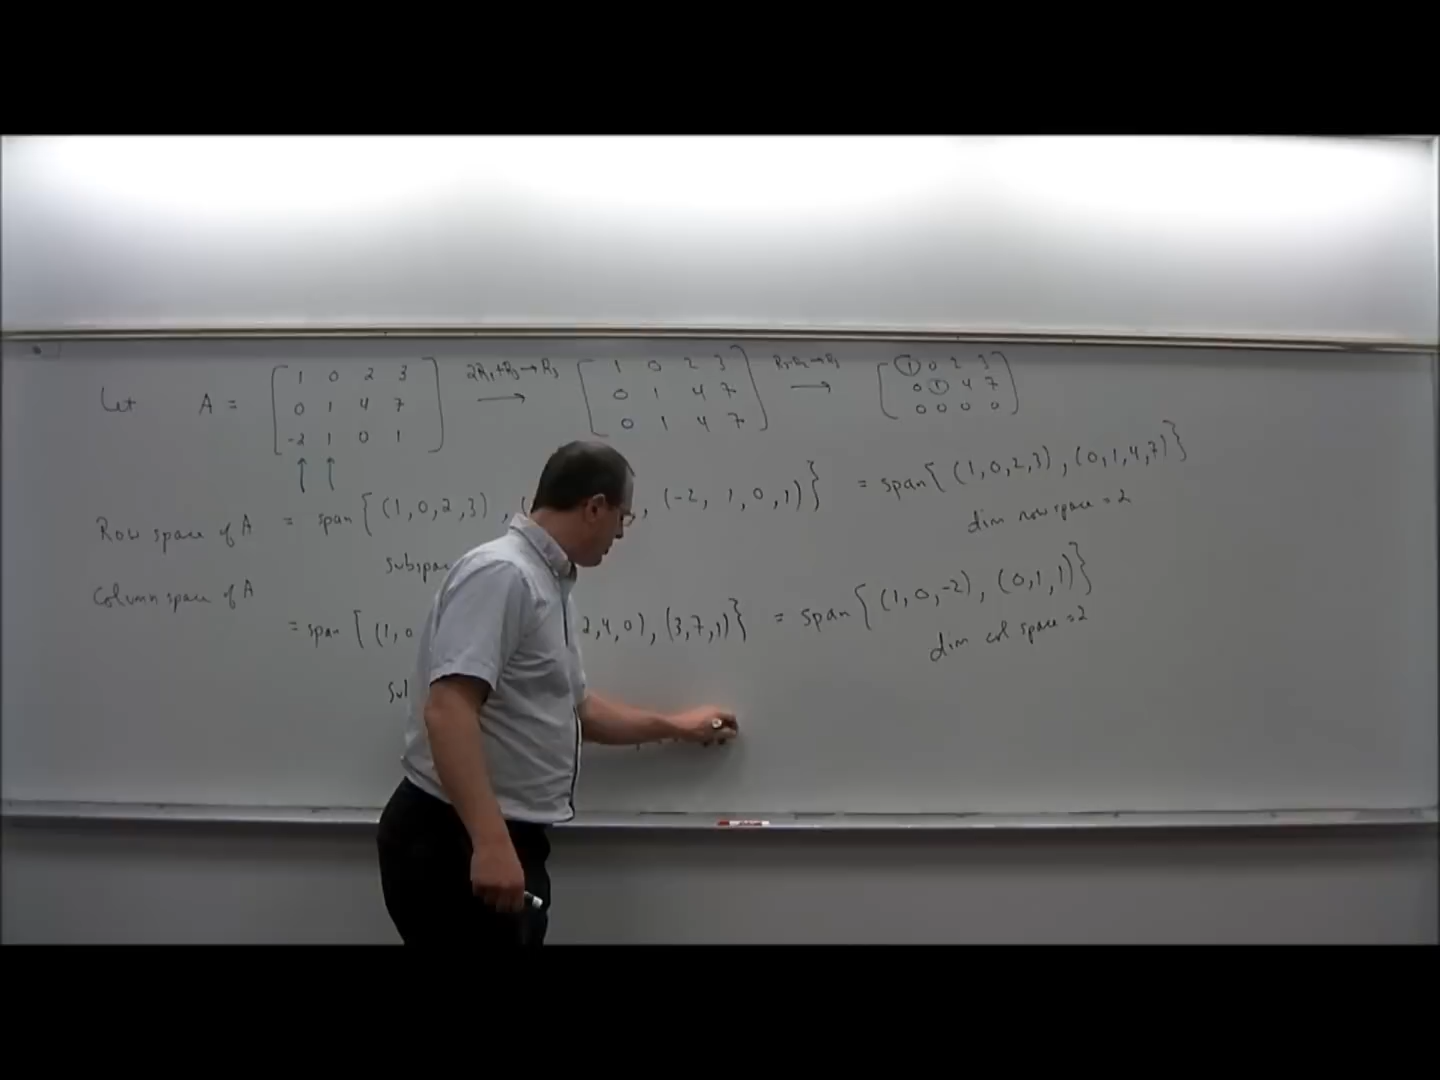 Let A = [ 1 0 2 3 2R₁+R₃→R₃ [ 1 0 2 3 R₃-R₂→R₃ [ 1 0 2 3
0 1 4 7 → 0 1 4 7 → 0 1 4 7
-2 1 0 1 ] 0 1 4 7 ] 0 0 0 0 ]
↑ ↑
Row space of A = span { (1,0,2,3) , ( , (-2, 1, 0, 1) } = span { (1,0,2,3) , (0,1,4,7) }
dim row space = 2
Column space of A
= span { (1,0 2,4,0) , (3,7,1) } = span { (1,0,-2) , (0,1,1) }
dim col space = 2